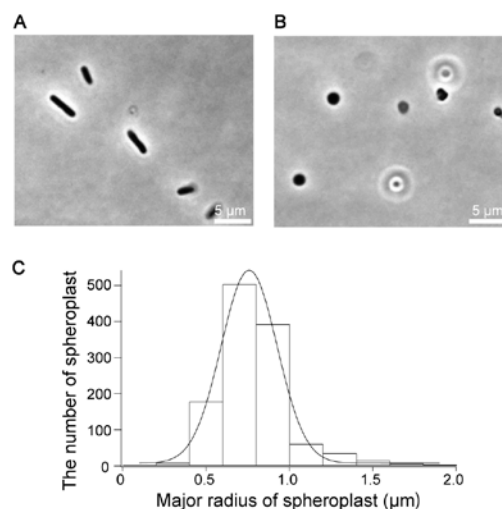 A
B
5 µm
5 µm
C
The number of spheroplast
500
400
300
200
100
0
0
0.5
1.0
1.5
2.0
Major radius of spheroplast (µm)